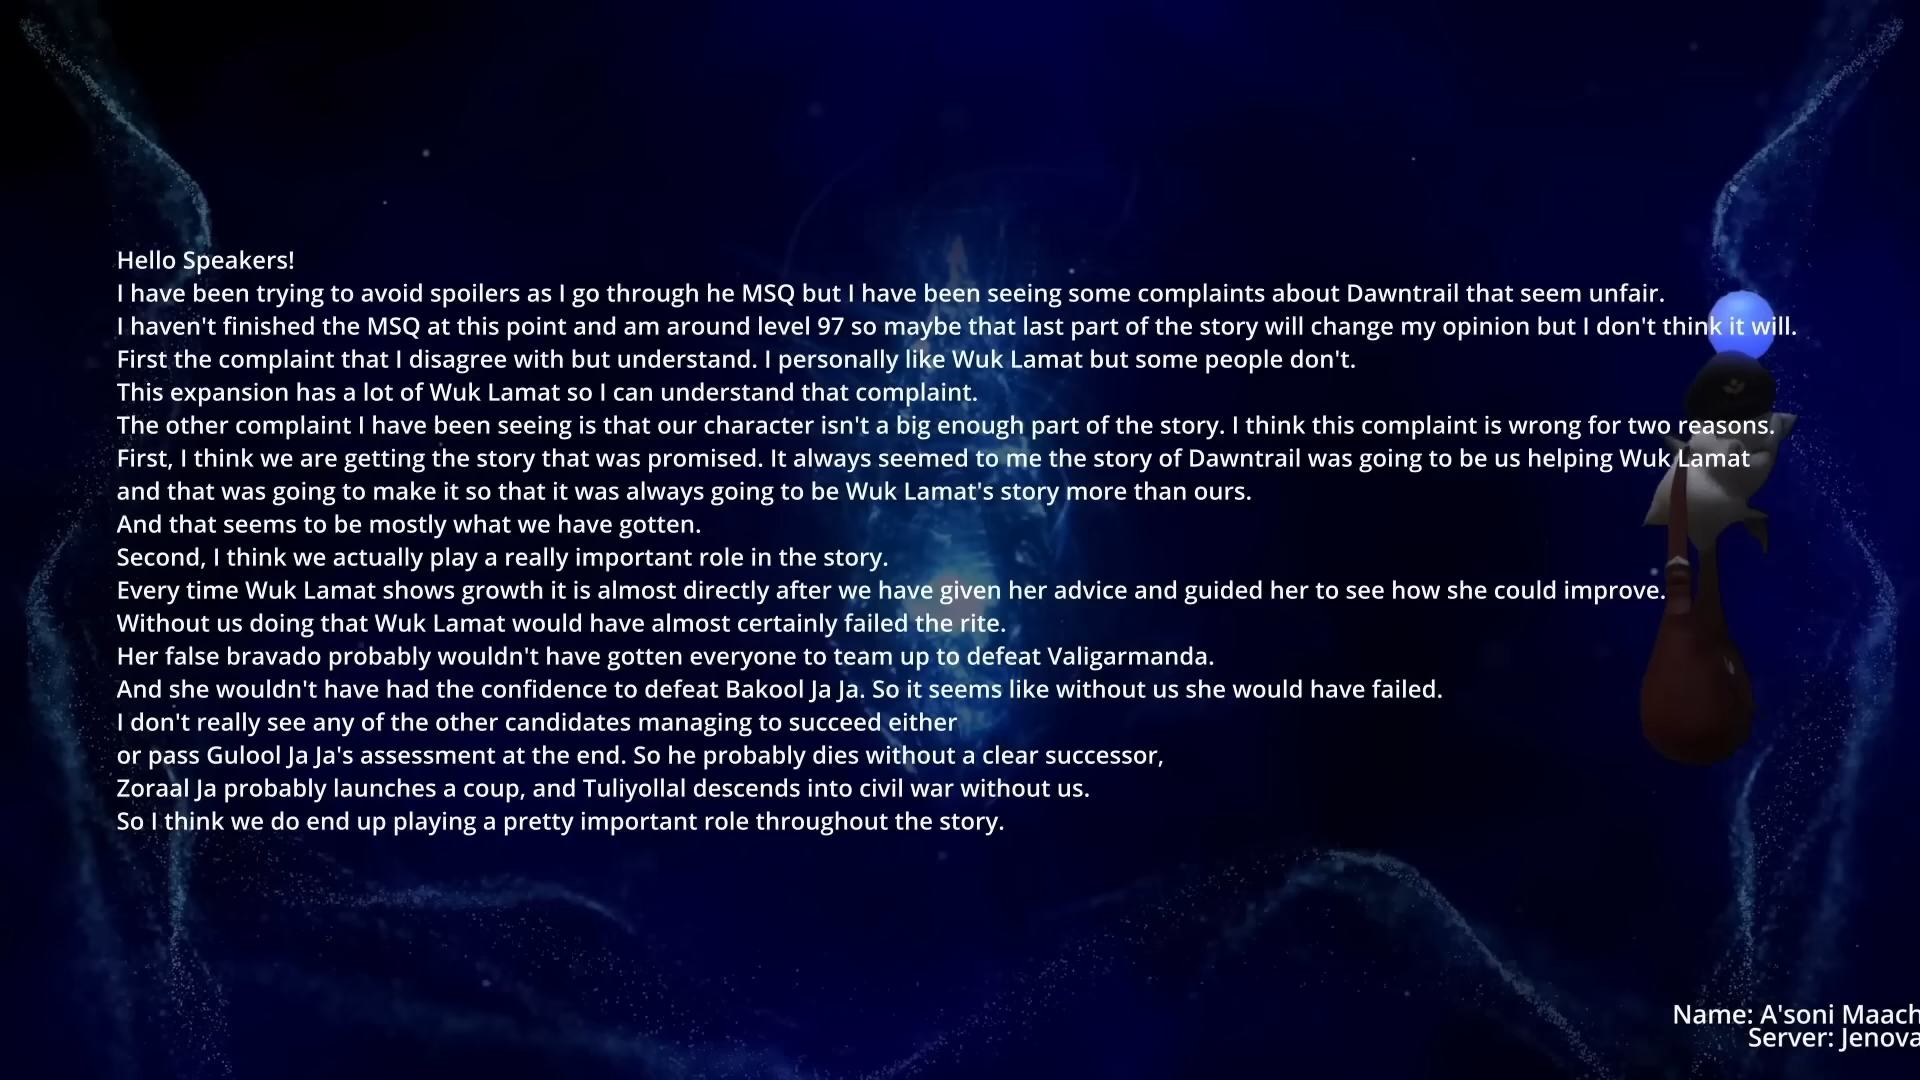 Hello Speakers!
I have been trying to avoid spoilers as I go through he MSQ but I have been seeing some complaints about Dawntrail that seem unfair.
I haven't finished the MSQ at this point and am around level 97 so maybe that last part of the story will change my opinion but I don't think it will.
First the complaint that I disagree with but understand. I personally like Wuk Lamat but some people don't.
This expansion has a lot of Wuk Lamat so I can understand that complaint.
The other complaint I have been seeing is that our character isn't a big enough part of the story. I think this complaint is wrong for two reasons.
First, I think we are getting the story that was promised. It always seemed to me the story of Dawntrail was going to be us helping Wuk Lamat
and that was going to make it so that it was always going to be Wuk Lamat's story more than ours.
And that seems to be mostly what we have gotten.
Second, I think we actually play a really important role in the story.
Every time Wuk Lamat shows growth it is almost directly after we have given her advice and guided her to see how she could improve.
Without us doing that Wuk Lamat would have almost certainly failed the rite.
Her false bravado probably wouldn't have gotten everyone to team up to defeat Valigarmanda.
And she wouldn't have had the confidence to defeat Bakool Ja Ja. So it seems like without us she would have failed.
I don't really see any of the other candidates managing to succeed either
or pass Gulool Ja Ja's assessment at the end. So he probably dies without a clear successor,
Zoraal Ja probably launches a coup, and Tuliyollal descends into civil war without us.
So I think we do end up playing a pretty important role throughout the story.
Name: A'soni Maach
Server: Jenova